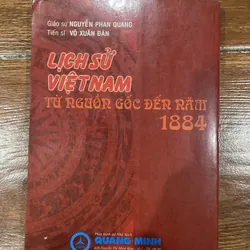 Giáo sư NGUYỄN PHAN QUANG
Tiến sĩ VÕ XUÂN ĐÀN
LỊCH SỬ
VIỆT NAM
TỪ NGUỒN GỐC ĐẾN NĂM
1884
QUANG MINH